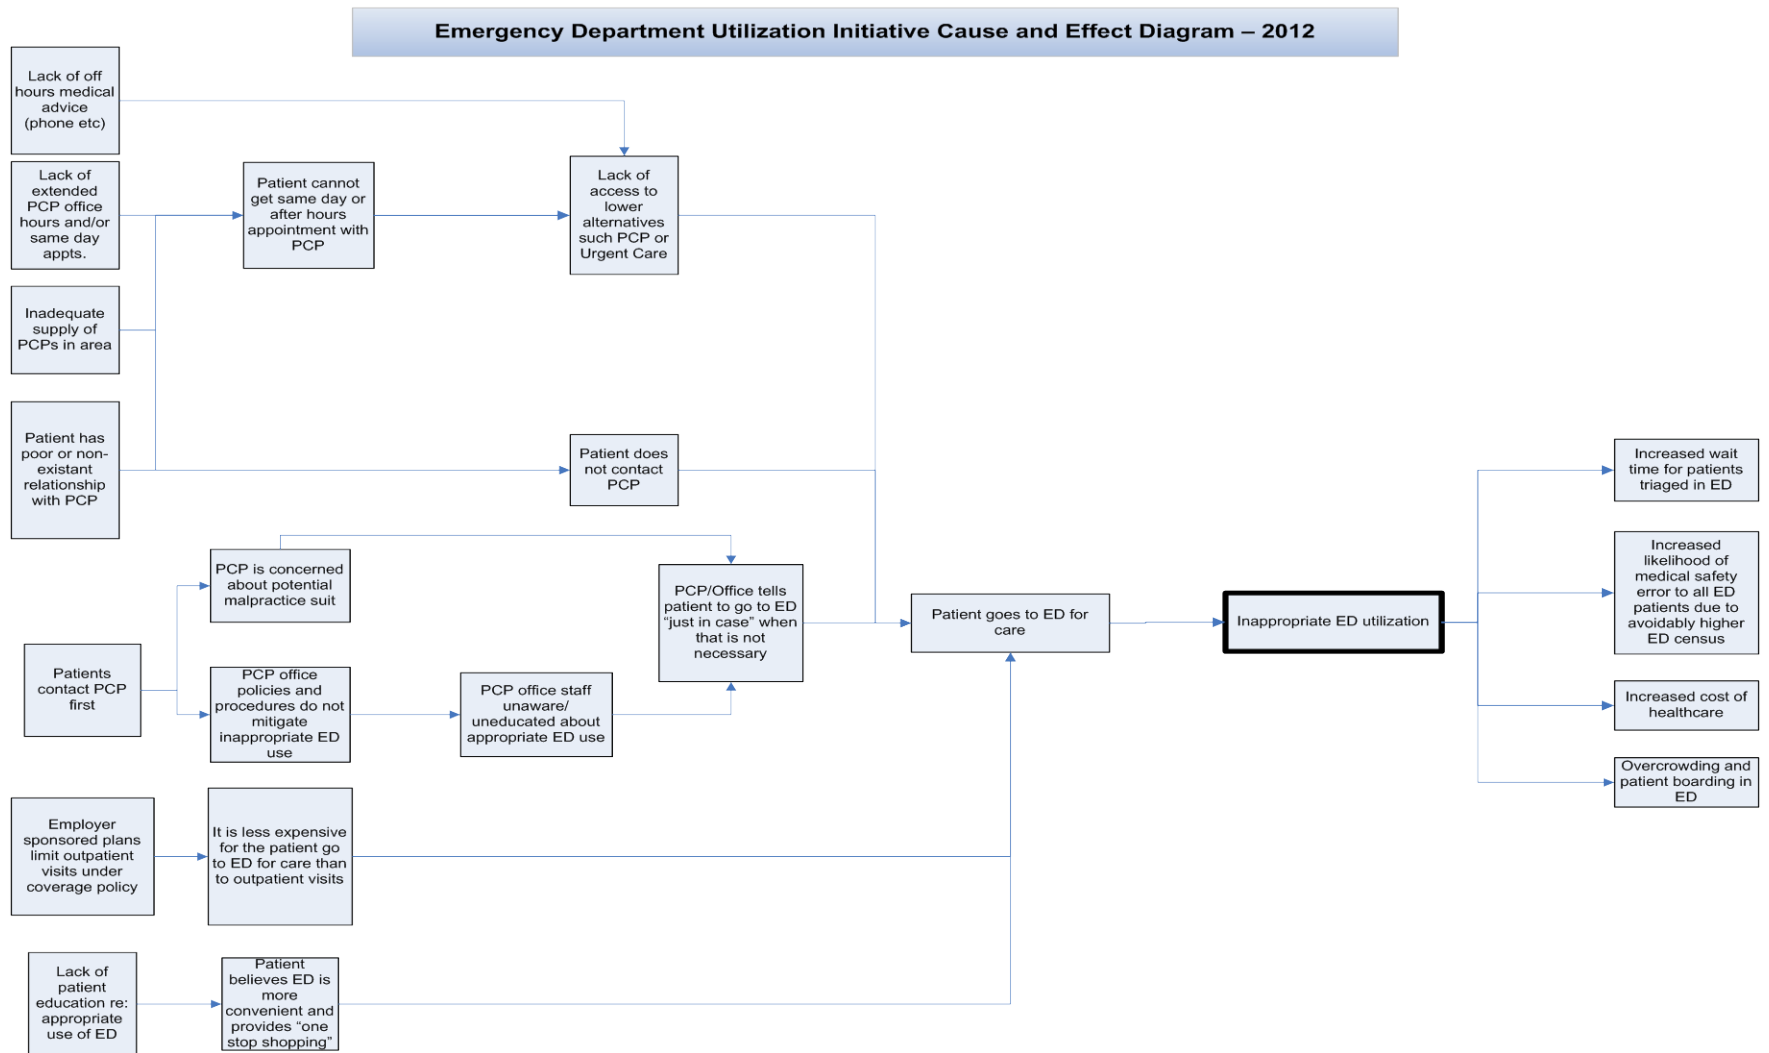 Emergency Department Utilization Initiative Cause and Effect Diagram – 2012
Lack of off
hours medical
advice
(phone etc)
Lack of
extended
PCP office
hours and/or
same day
appts.
Patient cannot
get same day or
after hours
appointment with
PCP
Lack of
access to
lower
alternatives
such PCP or
Urgent Care
Inadequate
supply of
PCPs in area
Patient has
poor or non-
existant
relationship
with PCP
Patient does
not contact
PCP
Patients
contact PCP
first
PCP is concerned
about potential
malpractice suit
PCP office
policies and
procedures do not
mitigate
inappropriate ED
use
PCP office staff
unaware/
uneducated about
appropriate ED use
PCP/Office tells
patient to go to ED
“just in case” when
that is not
necessary
Patient goes to ED for
care
Inappropriate ED utilization
Increased wait
time for patients
triaged in ED
Increased
likelihood of
medical safety
error to all ED
patients due to
avoidably higher
ED census
Increased cost of
healthcare
Overcrowding and
patient boarding in
ED
Employer
sponsored plans
limit outpatient
visits under
coverage policy
It is less expensive
for the patient go
to ED for care than
to outpatient visits
Lack of
patient
education re:
appropriate
use of ED
Patient
believes ED is
more
convenient and
provides “one
stop shopping”